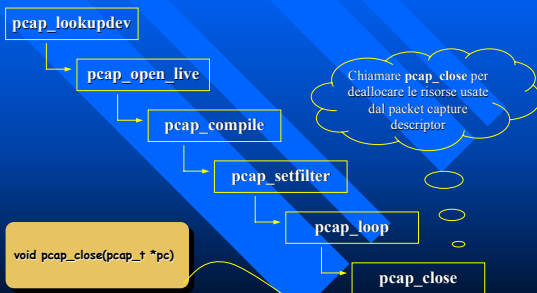 pcap_lookupdev
pcap_open_live
Chiamare pcap_close per
deallocare le risorse usate
dal packet capture
descriptor
pcap_compile
pcap_setfilter
pcap_loop
void pcap_close(pcap_t *pc)
pcap_close